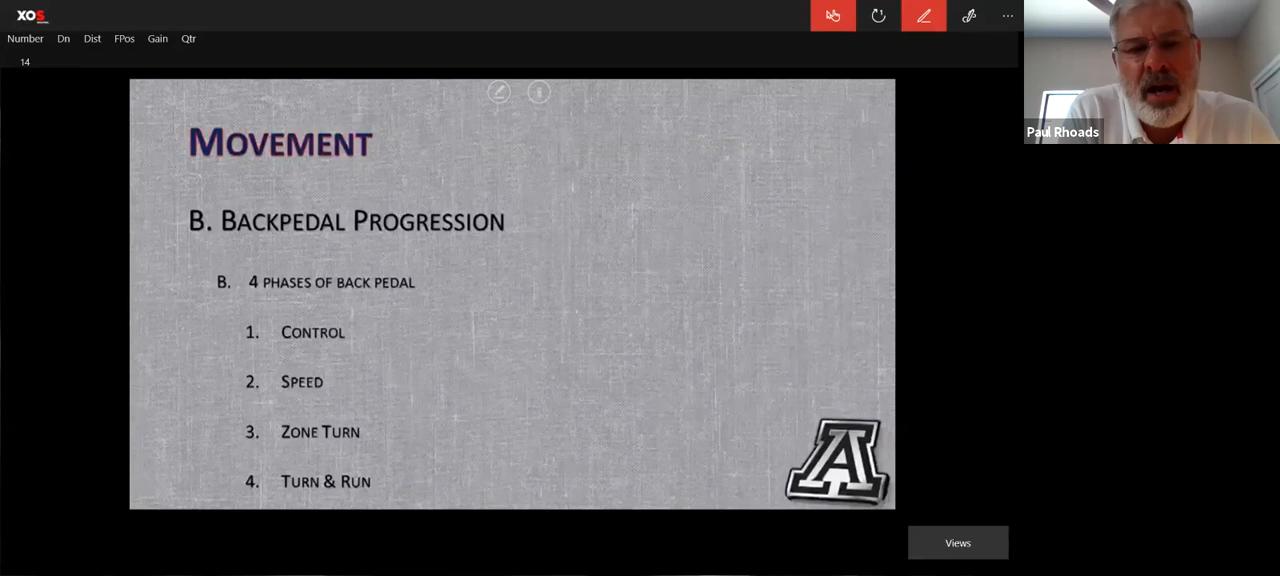 XOS
Number Dn Dist FPos Gain Qtr
14
Paul Rhoads
MOVEMENT
B. BACKPEDAL PROGRESSION
B. 4 PHASES OF BACK PEDAL
1. CONTROL
2. SPEED
3. ZONE TURN
4. TURN & RUN
A
Views